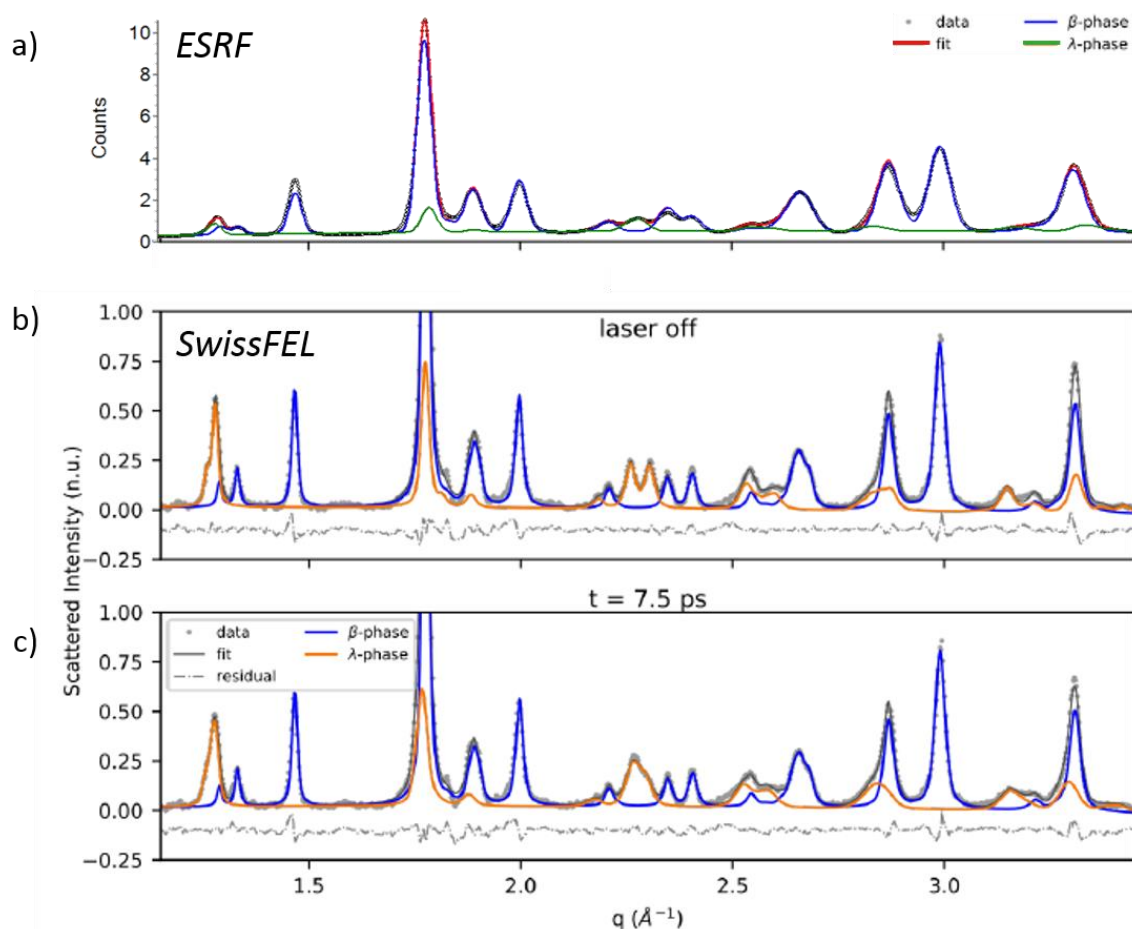 a)
ESRF
data
fit
β-phase
λ-phase
10
8
6
4
2
0
Counts
b)
SwissFEL
laser off
1.00
0.75
0.50
0.25
0.00
−0.25
Scattered Intensity (n.u.)
t = 7.5 ps
c)
data
fit
residual
β-phase
λ-phase
1.00
0.75
0.50
0.25
0.00
−0.25
1.5
2.0
2.5
3.0
q (Å⁻¹)